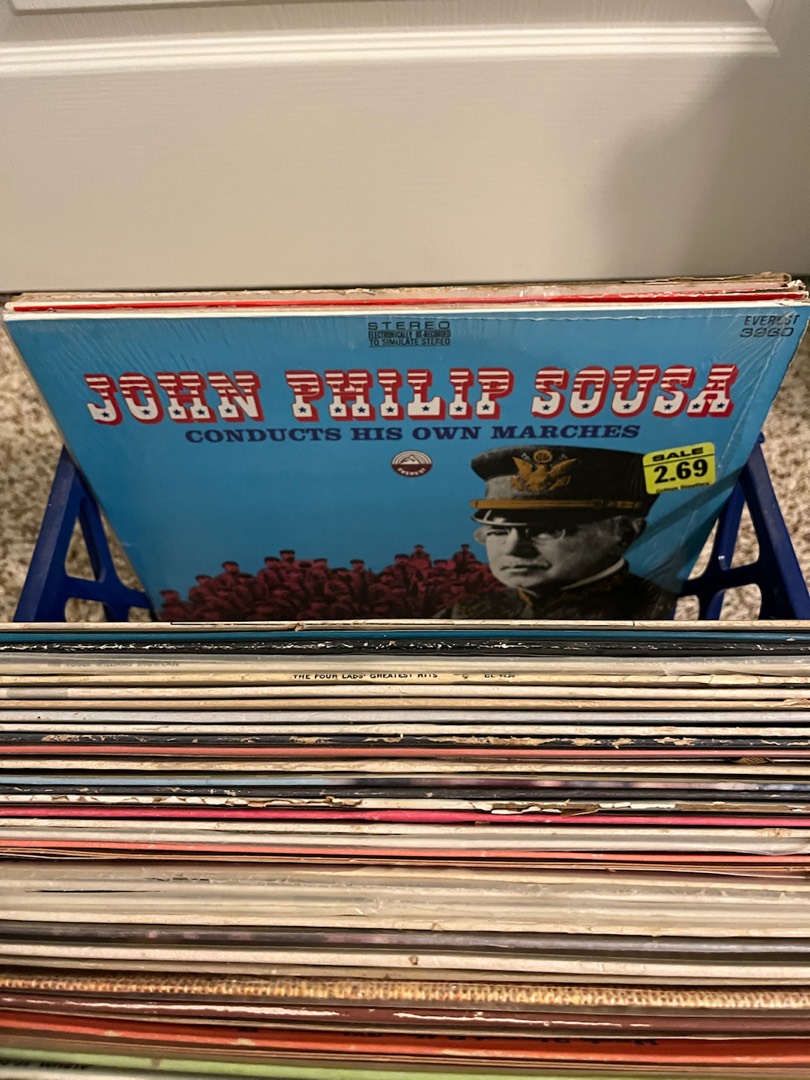 STEREO
ELECTRONICALLY RE-RECORDED
TO SIMULATE STEREO
EVEREST
3260
JOHN PHILIP SOUSA
CONDUCTS HIS OWN MARCHES
EVEREST
SALE
2.69
THE FOUR LADS' GREATEST HITS